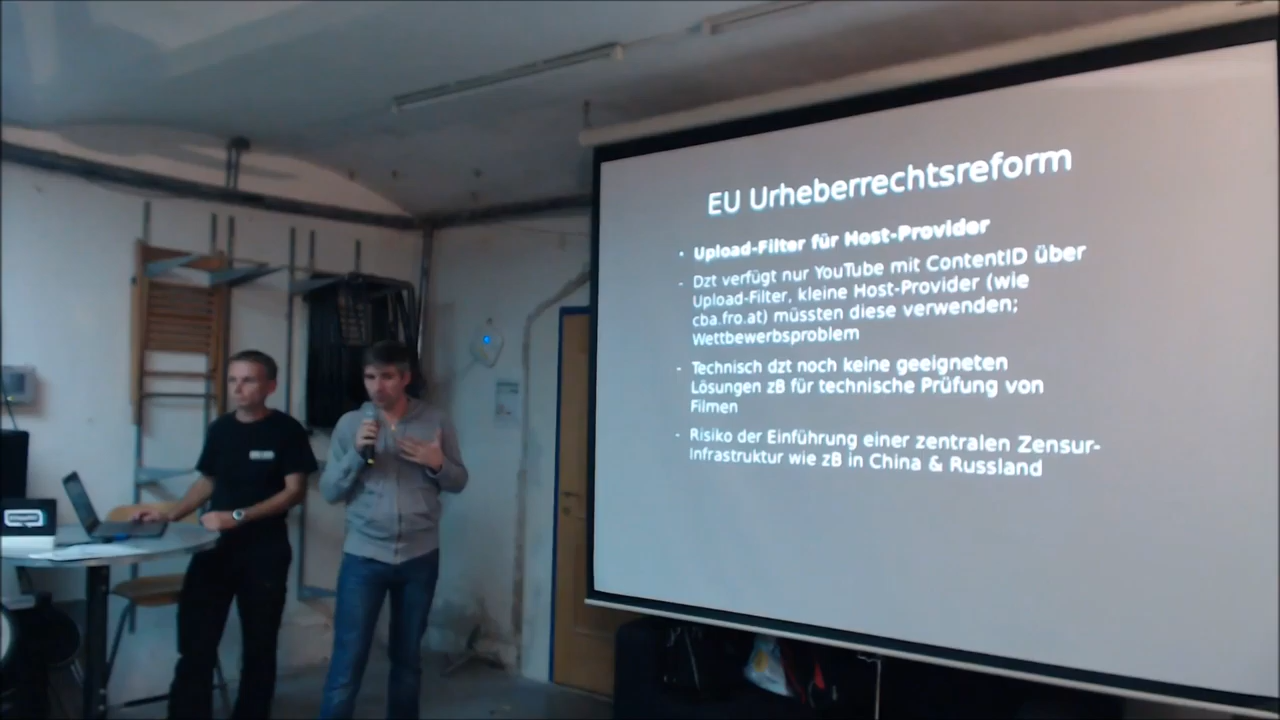 EU Urheberrechtsreform
• Upload-Filter für Host-Provider
- Dzt verfügt nur YouTube mit ContentID über
Upload-Filter, kleine Host-Provider (wie
cba.fro.at) müssten diese verwenden;
Wettbewerbsproblem
- Technisch dzt noch keine geeigneten
Lösungen zB für technische Prüfung von
Filmen
- Risiko der Einführung einer zentralen Zensur-
Infrastruktur wie zB in China & Russland